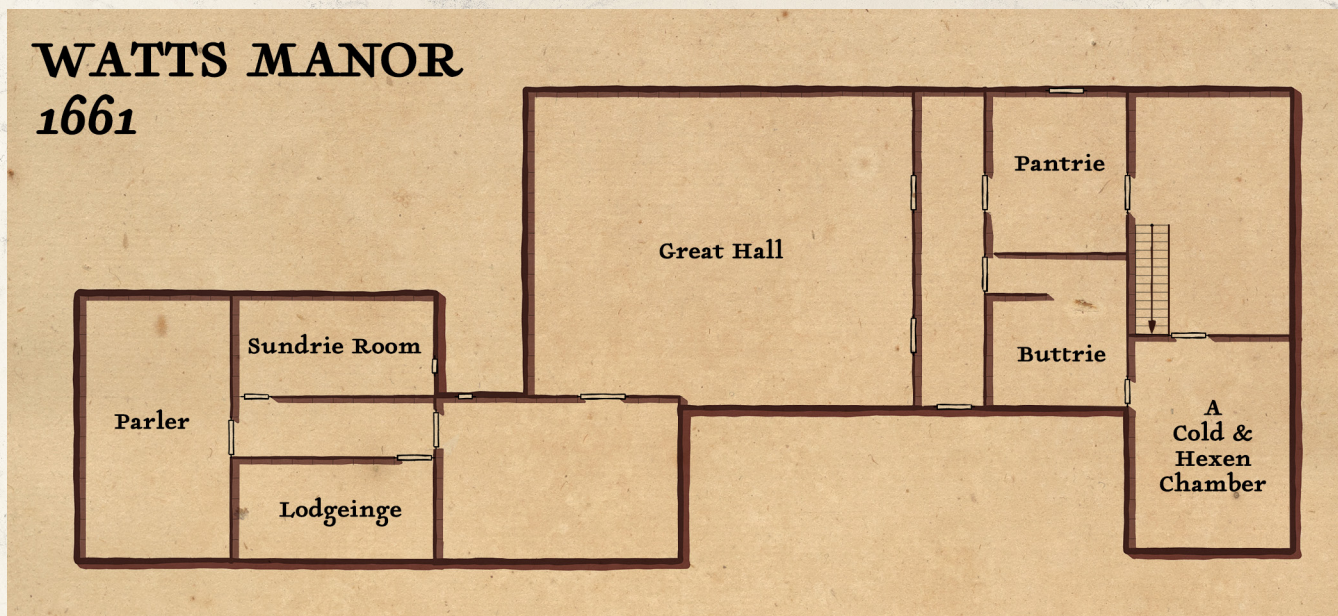 WATTS MANOR
1661
Pantrie
Great Hall
Sundrie Room
Buttrie
Parler
A
Cold &
Hexen
Chamber
Lodgeinge